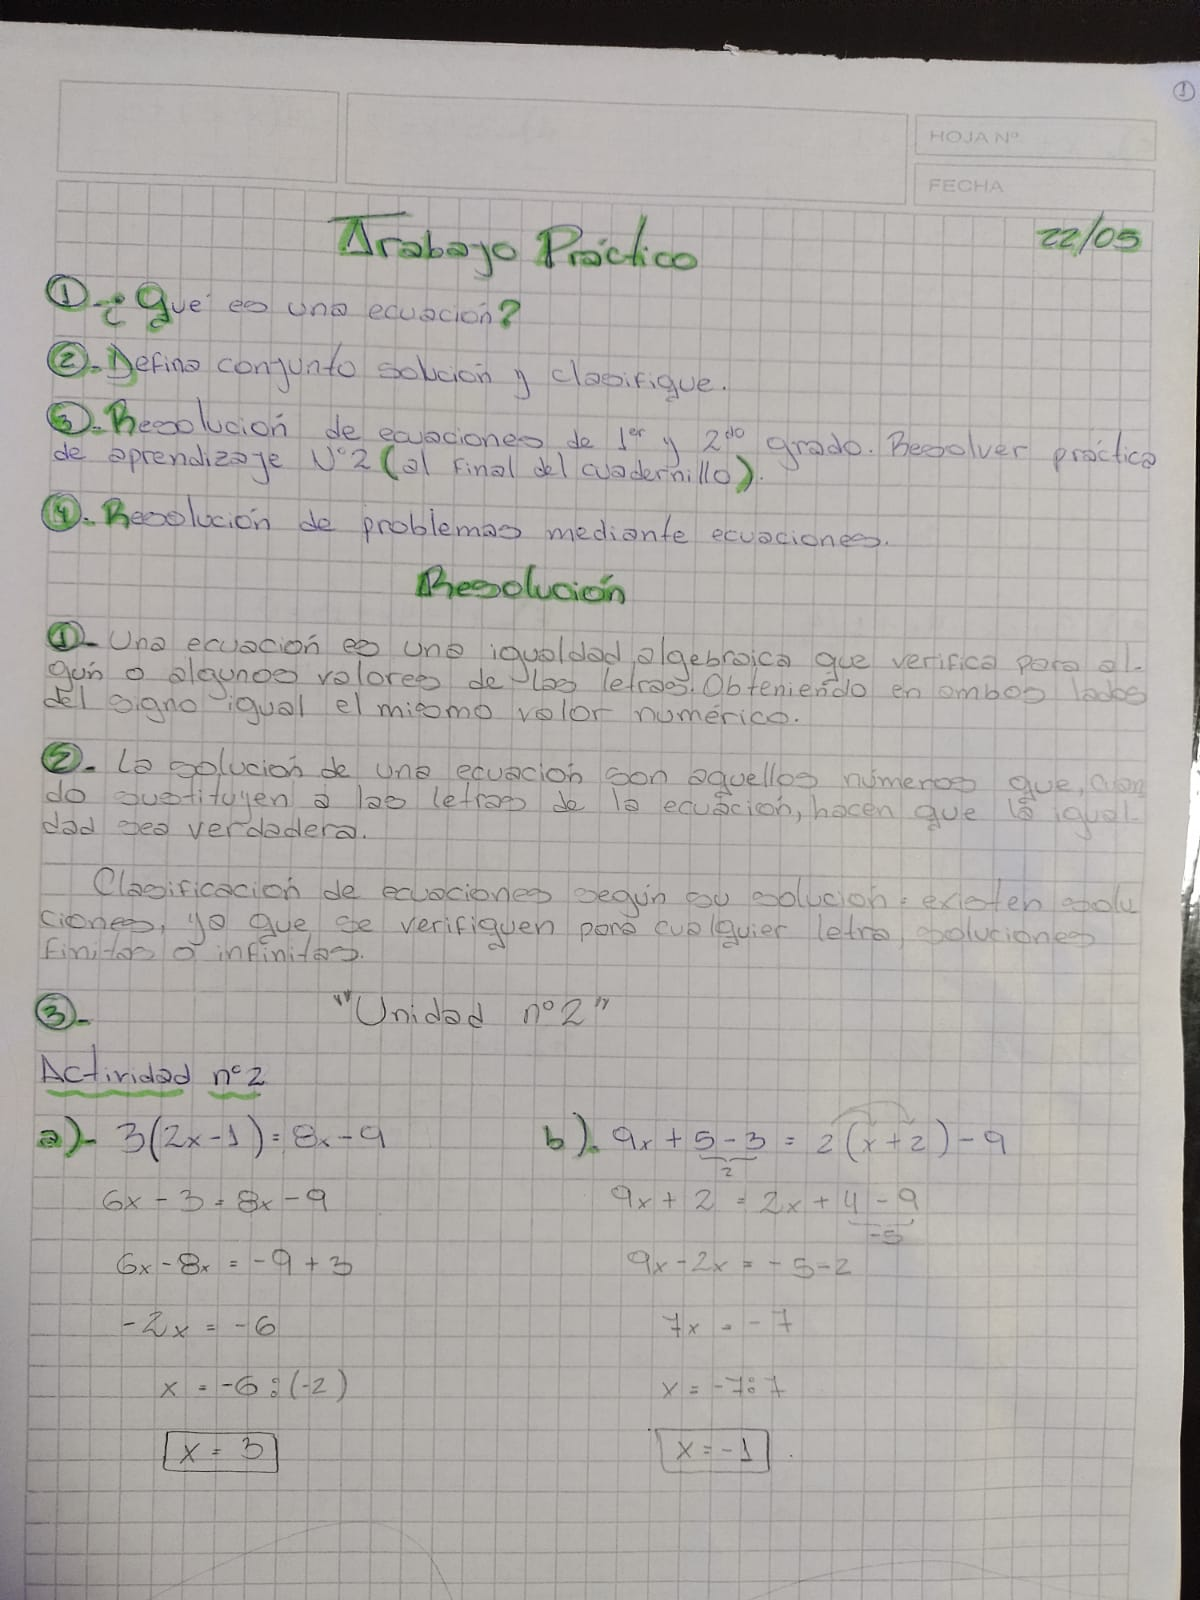 ①
HOJA Nº
FECHA
Trabajo Práctico 22/05
①-¿Qué es una ecuación?
②-Defina conjunto solución y clasifique.
③-Resolución de ecuaciones de 1er y 2do grado. Resolver práctica
de aprendizaje N°2 (al final del cuadernillo).
④-Resolución de problemas mediante ecuaciones.
Resolución
①- Una ecuación es una igualdad algebraica que verifica para al-
gún o algunos valores de las letras. Obteniendo en ambos lados
del signo igual el mismo valor numérico.
②- La solución de una ecuación son aquellos números que, cuan
do sustituyen a las letras de la ecuación, hacen que la igual-
dad sea verdadera.
Clasificación de ecuaciones según su solución: existen solu
ciones, ya que se verifiquen para cualquier letra, soluciones
finitas o infinitas.
③- "Unidad n°2"
Actividad n°2
a)- 3(2x-1)=8x-9
6x-3=8x-9
6x-8x=-9+3
-2x=-6
x=-6:(-2)
x=3
b)- 9x+5-3=2(x+2)-9
2
9x+2=2x+4-9
-5
9x-2x=-5-2
7x=-7
x=-7:7
x=-1